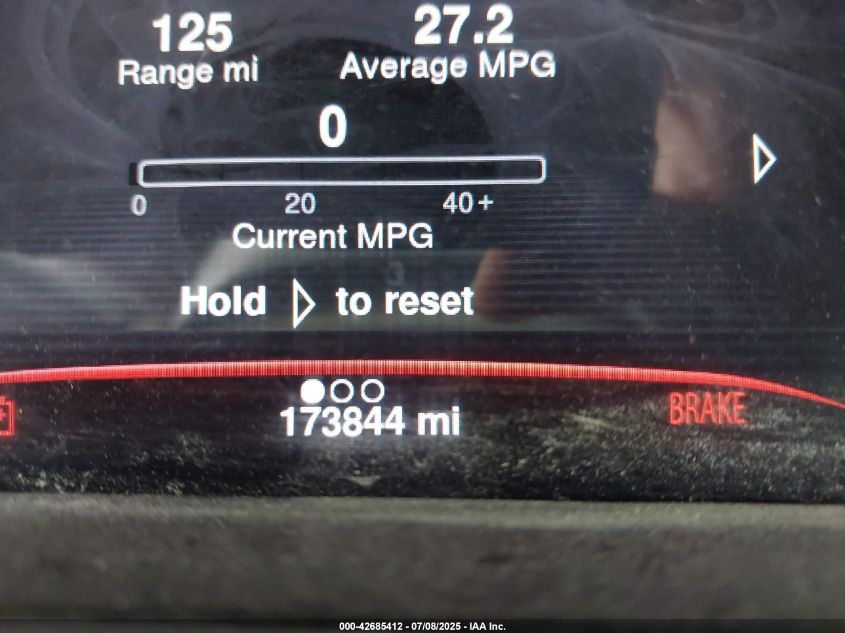 125 27.2
Range mi Average MPG
0
0 20 40+
Current MPG
Hold ▷ to reset
173844 mi BRAKE
000-42685412 - 07/08/2025 - IAA Inc.